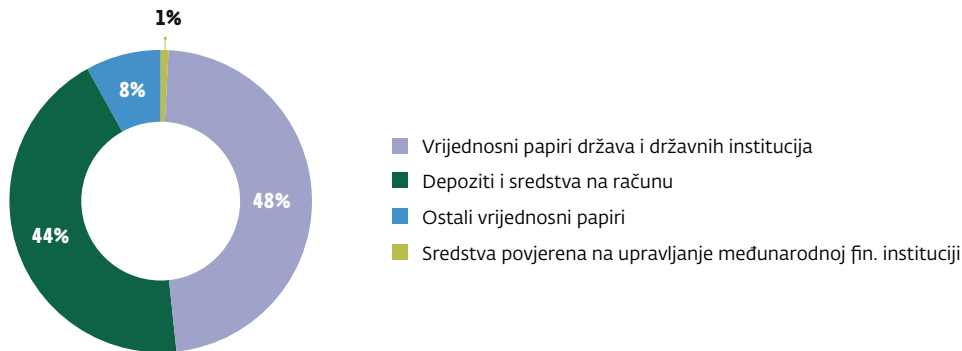 1%
8%
48%
44%
Vrijednosni papiri država i državnih institucija
Depoziti i sredstva na računu
Ostali vrijednosni papiri
Sredstva povjerena na upravljanje međunarodnoj fin. instituciji